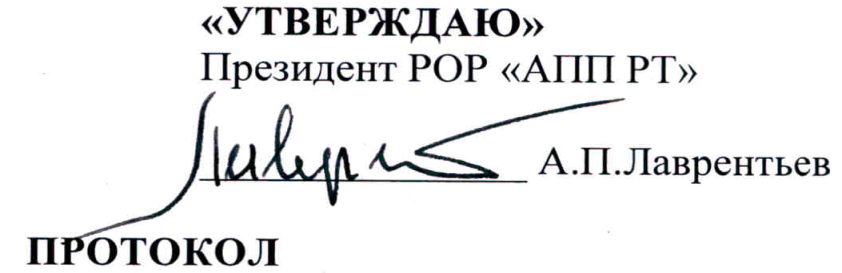 «УТВЕРЖДАЮ»
Президент РОР «АПП РТ»
А.П.Лаврентьев
ПРОТОКОЛ